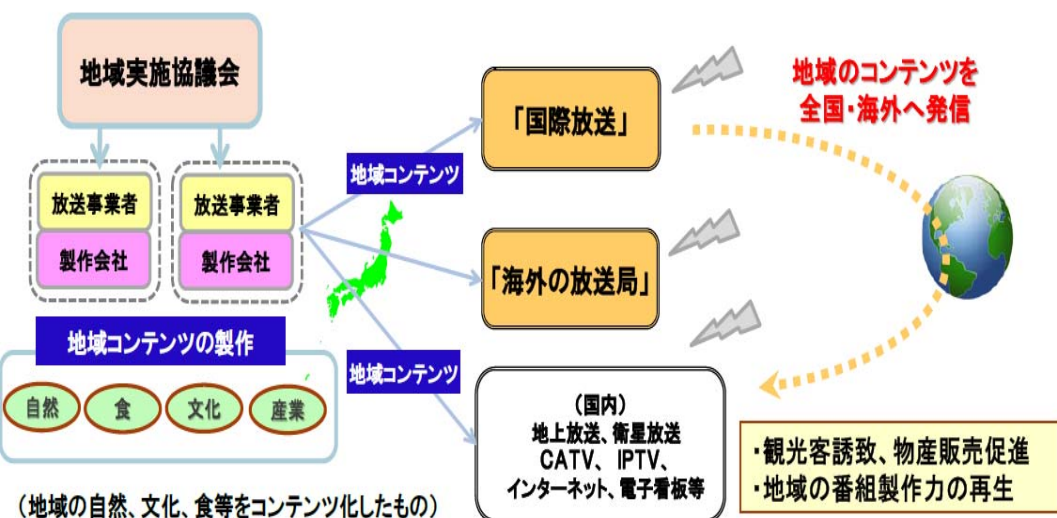 地域実施協議会
放送事業者
製作会社
放送事業者
製作会社
地域コンテンツの製作
自然
食
文化
産業
(地域の自然、文化、食等をコンテンツ化したもの)
地域コンテンツ
地域コンテンツ
「国際放送」
「海外の放送局」
(国内)
地上放送、衛星放送
CATV、IPTV、
インターネット、電子看板等
地域のコンテンツを
全国・海外へ発信
・観光客誘致、物産販売促進
・地域の番組製作力の再生